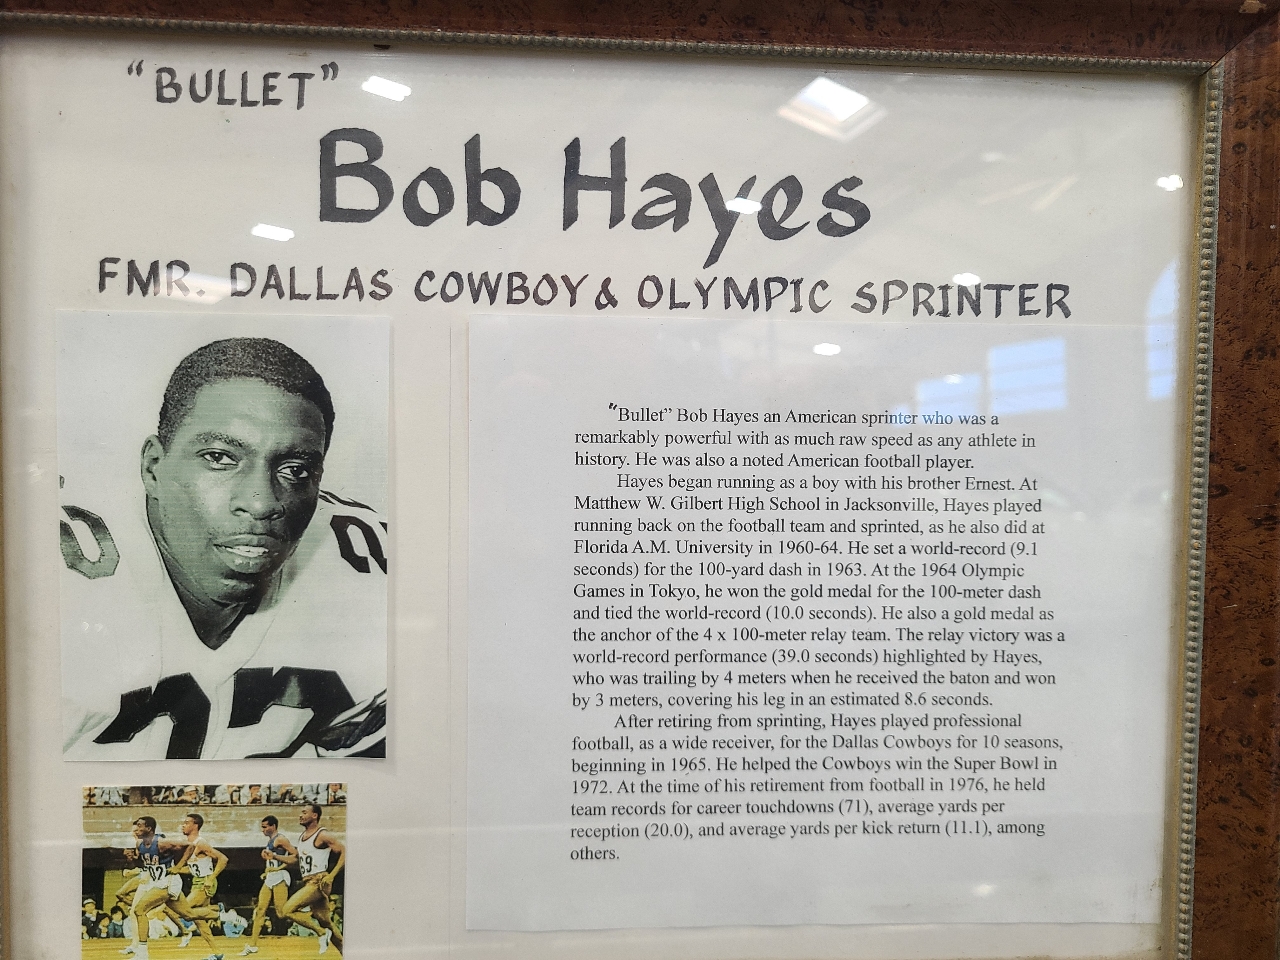 “BULLET”
Bob Hayes
FMR. DALLAS COWBOY & OLYMPIC SPRINTER
“Bullet” Bob Hayes an American sprinter who was a
remarkably powerful with as much raw speed as any athlete in
history. He was also a noted American football player.
Hayes began running as a boy with his brother Ernest. At
Matthew W. Gilbert High School in Jacksonville, Hayes played
running back on the football team and sprinted, as he also did at
Florida A.M. University in 1960-64. He set a world-record (9.1
seconds) for the 100-yard dash in 1963. At the 1964 Olympic
Games in Tokyo, he won the gold medal for the 100-meter dash
and tied the world-record (10.0 seconds). He also a gold medal as
the anchor of the 4 x 100-meter relay team. The relay victory was a
world-record performance (39.0 seconds) highlighted by Hayes,
who was trailing by 4 meters when he received the baton and won
by 3 meters, covering his leg in an estimated 8.6 seconds.
After retiring from sprinting, Hayes played professional
football, as a wide receiver, for the Dallas Cowboys for 10 seasons,
beginning in 1965. He helped the Cowboys win the Super Bowl in
1972. At the time of his retirement from football in 1976, he held
team records for career touchdowns (71), average yards per
reception (20.0), and average yards per kick return (11.1), among
others.